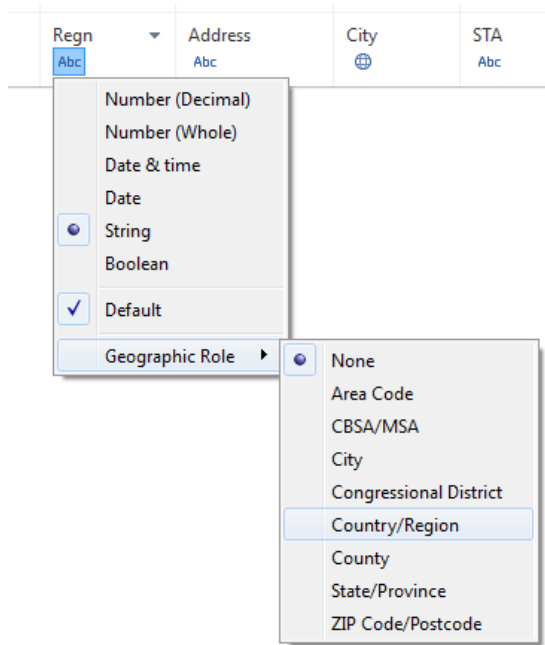 Regn Address City STA
Abc Abc Abc
Number (Decimal)
Number (Whole)
Date & time
Date
String
Boolean
Default
Geographic Role
None
Area Code
CBSA/MSA
City
Congressional District
Country/Region
County
State/Province
ZIP Code/Postcode